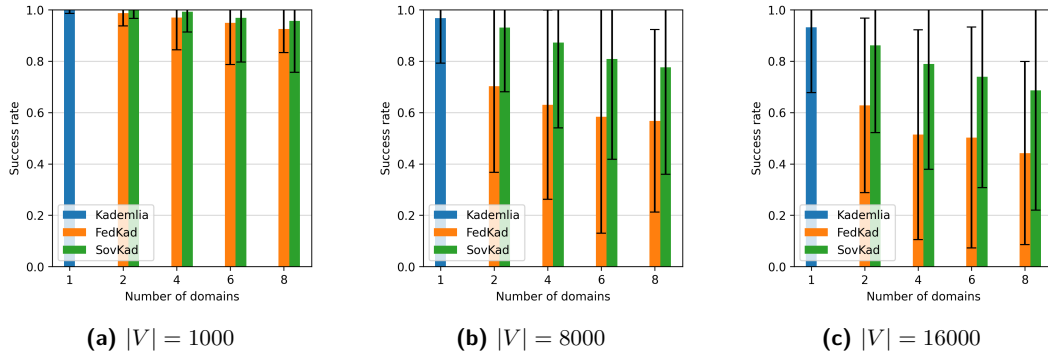 1.0
0.8
0.6
0.4
0.2
0.0
Success rate
Kademlia
FedKad
SovKad
1 2 4 6 8
Number of domains
(a) |V| = 1000
1.0
0.8
0.6
0.4
0.2
0.0
Success rate
Kademlia
FedKad
SovKad
1 2 4 6 8
Number of domains
(b) |V| = 8000
1.0
0.8
0.6
0.4
0.2
0.0
Success rate
Kademlia
FedKad
SovKad
1 2 4 6 8
Number of domains
(c) |V| = 16000